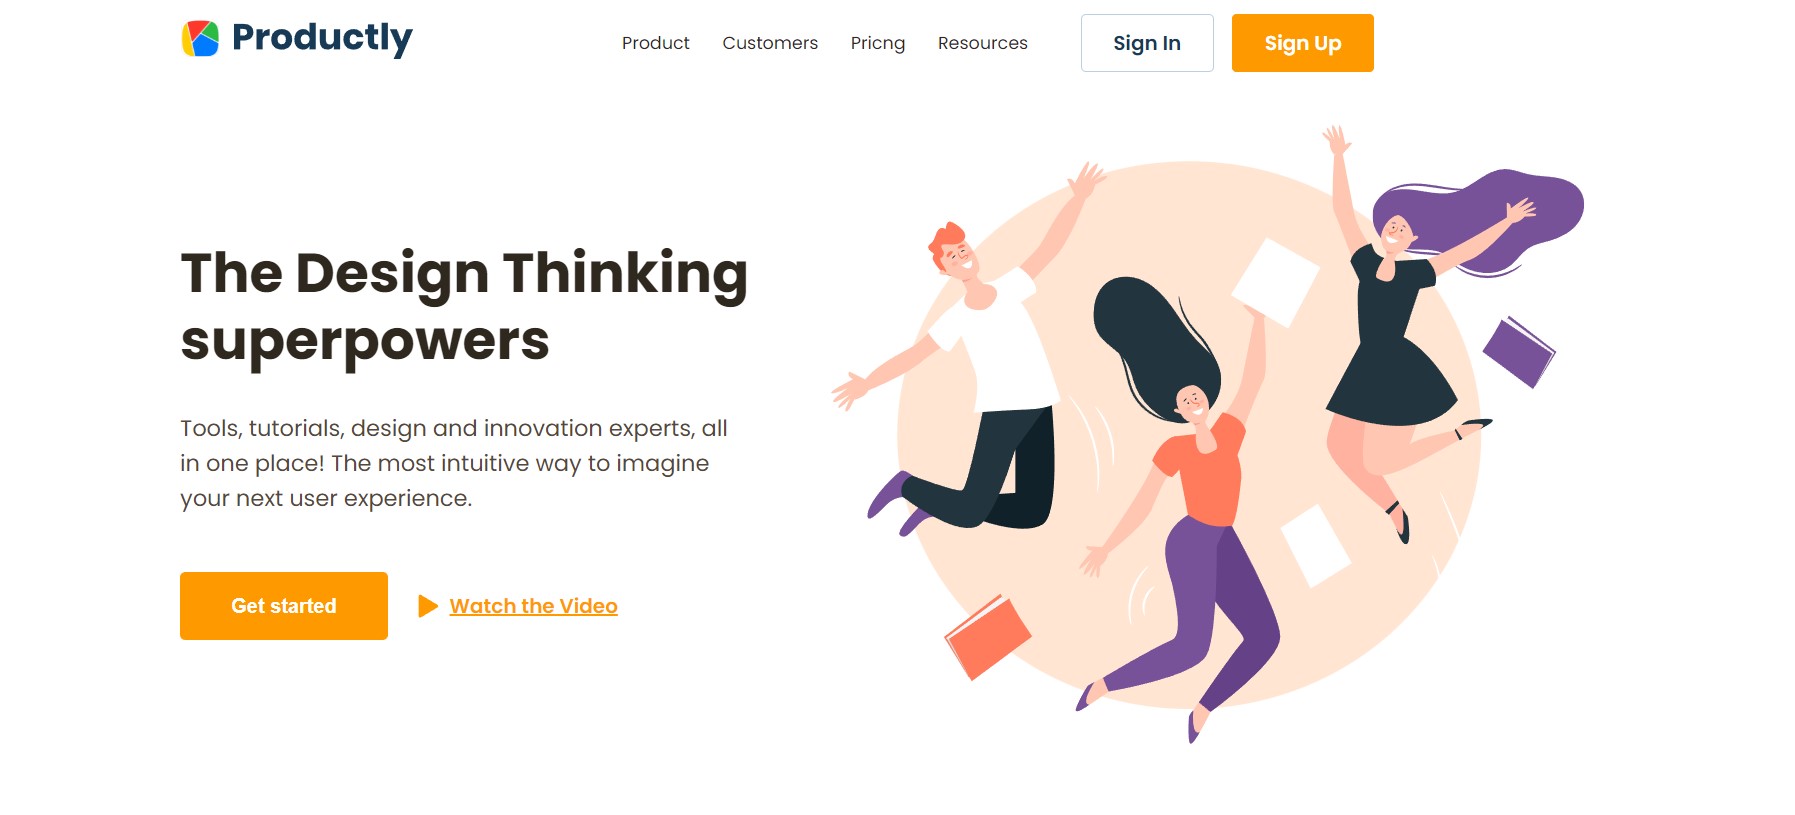 Productly
Product Customers Pricng Resources Sign In Sign Up
The Design Thinking
superpowers
Tools, tutorials, design and innovation experts, all
in one place! The most intuitive way to imagine
your next user experience.
Get started Watch the Video